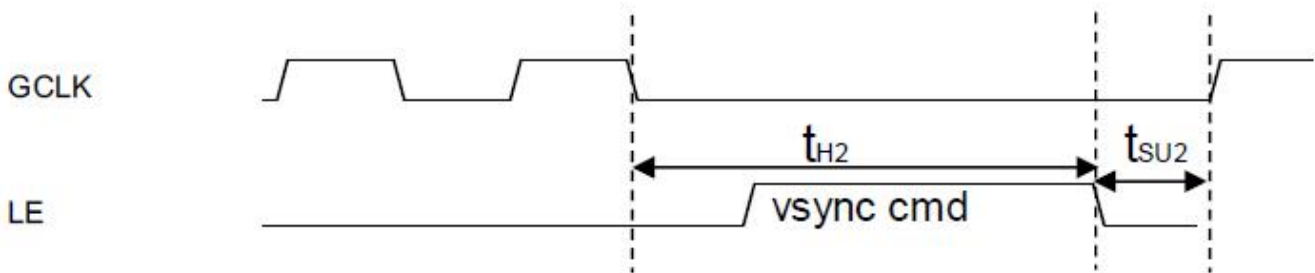 GCLK
tH2
tSU2
LE
vsync cmd